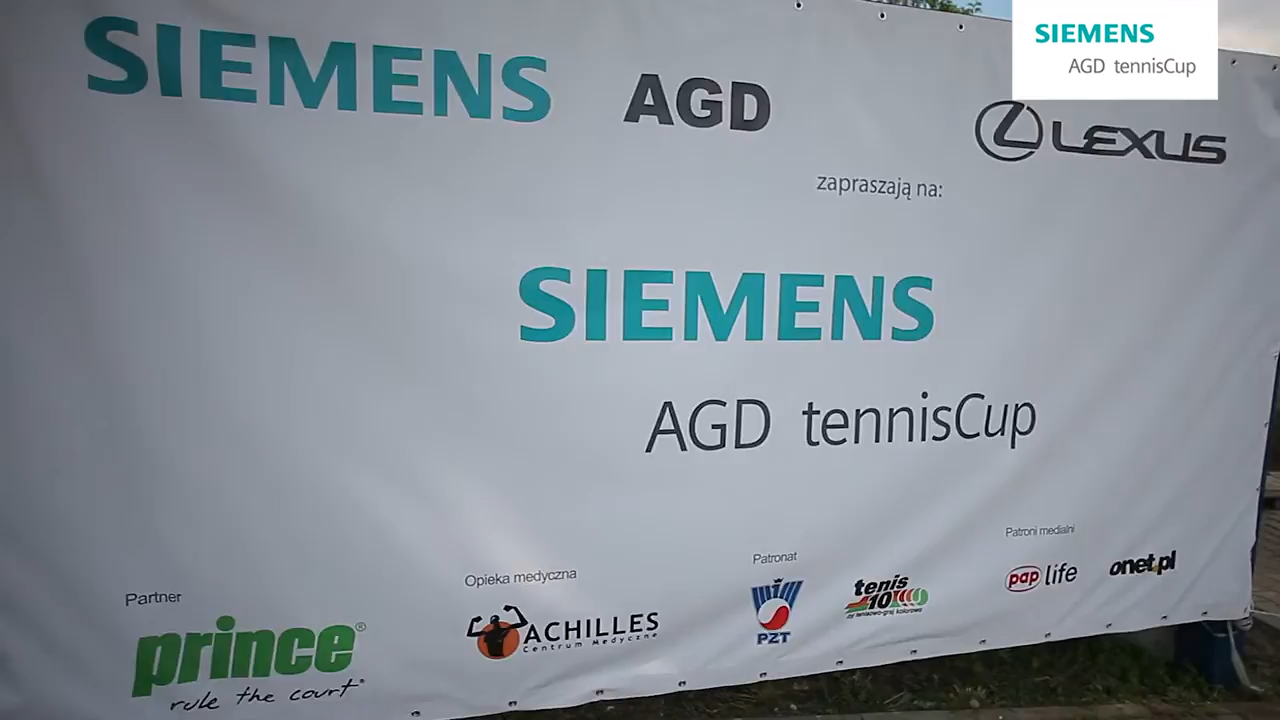 SIEMENS
AGD tennisCup
SIEMENS AGD
LEXUS
zapraszają na:
SIEMENS
AGD tennisCup
Partner
prince®
rule the court
Opieka medyczna
ACHILLES
Centrum Medyczne
Patronat
PZT
tenis
10
Patroni medialni
pap life
onet.pl